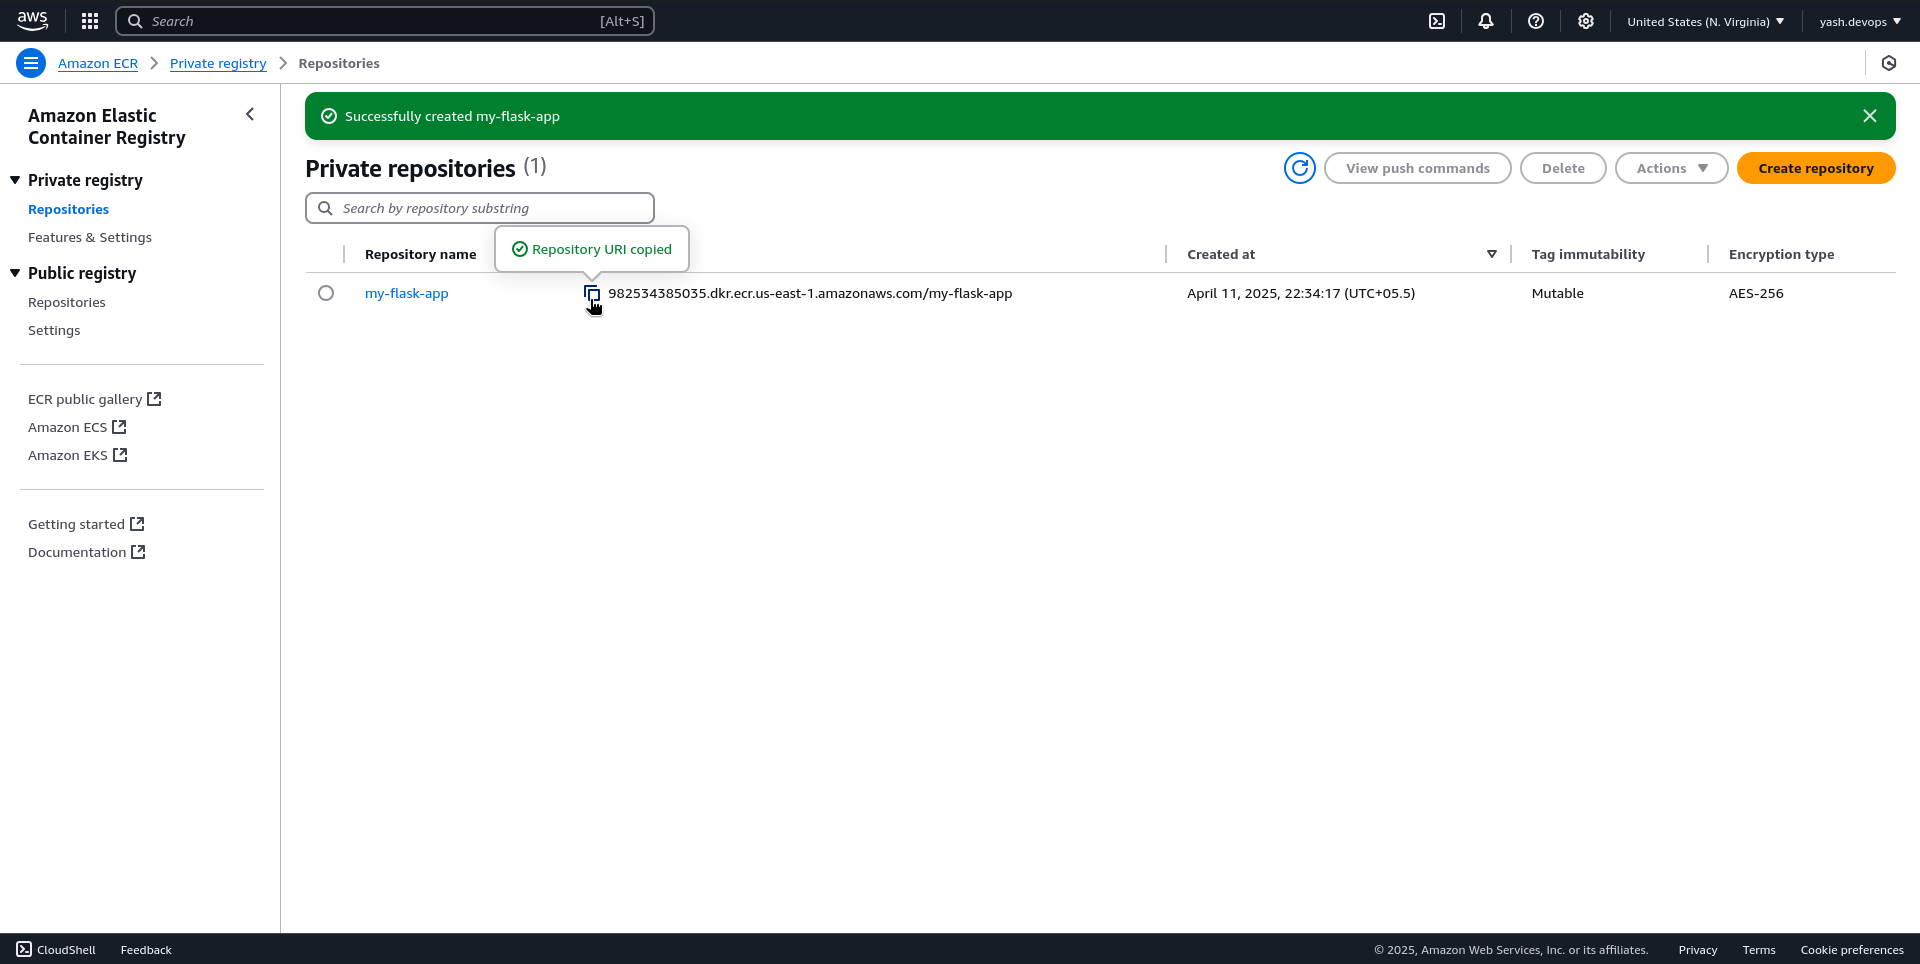 aws
Search [Alt+S]
United States (N. Virginia)
yash.devops
Amazon ECR
Private registry
Repositories
Amazon Elastic
Container Registry
Private registry
Repositories
Features & Settings
Public registry
Repositories
Settings
ECR public gallery
Amazon ECS
Amazon EKS
Getting started
Documentation
Successfully created my-flask-app
Private repositories (1)
View push commands
Delete
Actions
Create repository
Search by repository substring
Repository URI copied
Repository name
Created at
Tag immutability
Encryption type
my-flask-app
982534385035.dkr.ecr.us-east-1.amazonaws.com/my-flask-app
April 11, 2025, 22:34:17 (UTC+05.5)
Mutable
AES-256
CloudShell
Feedback
© 2025, Amazon Web Services, Inc. or its affiliates.
Privacy
Terms
Cookie preferences